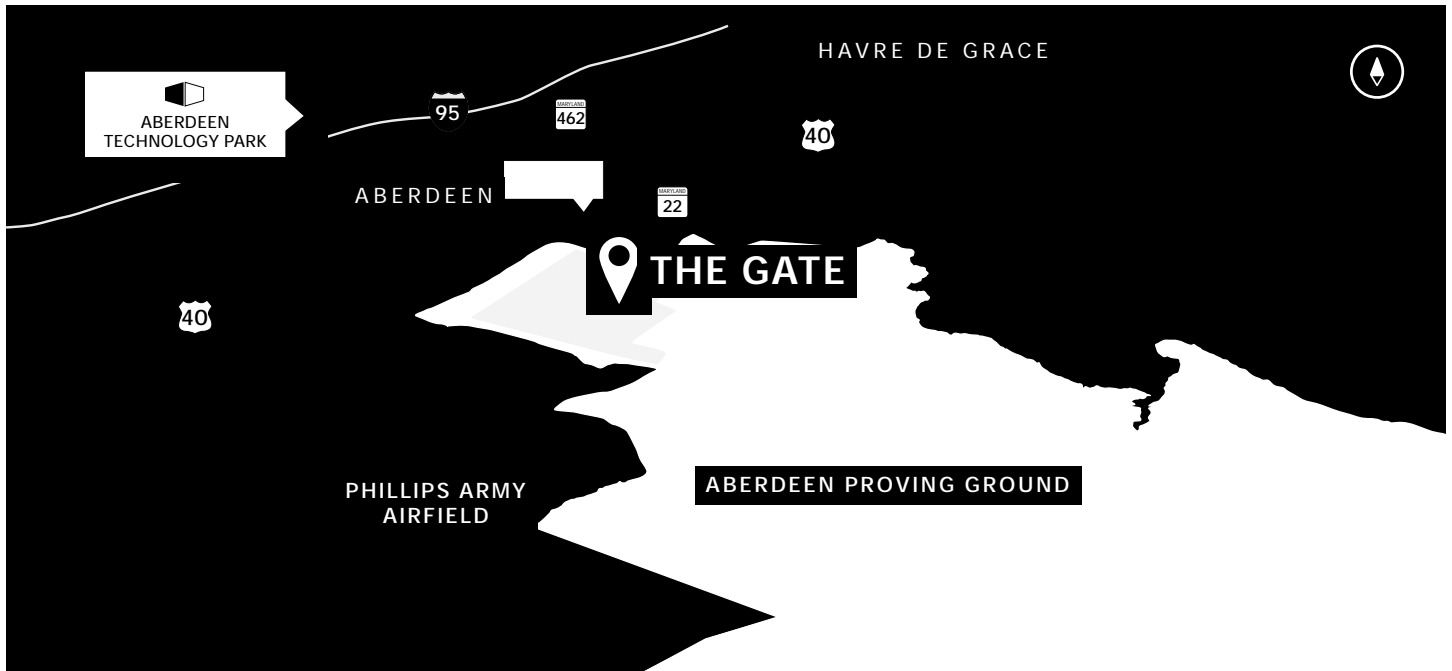 HAVRE DE GRACE
ABERDEEN
TECHNOLOGY PARK
95
MARYLAND
462
40
ABERDEEN
MARYLAND
22
THE GATE
40
PHILLIPS ARMY
AIRFIELD
ABERDEEN PROVING GROUND